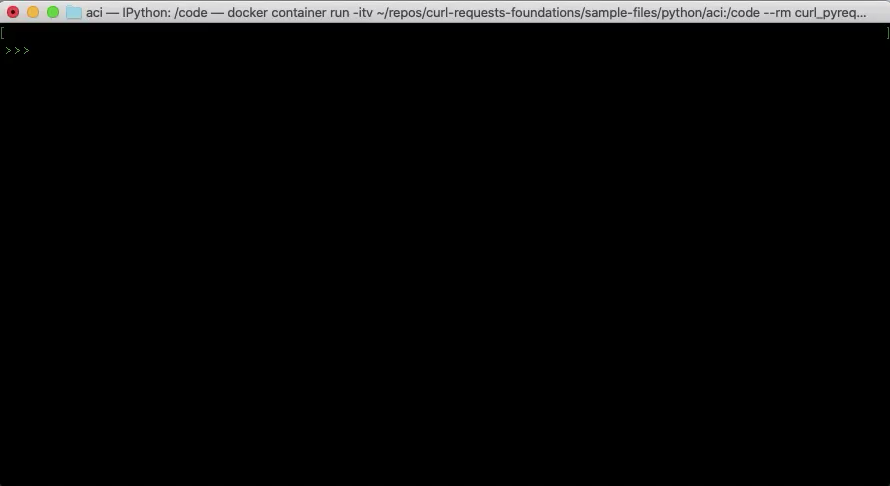 aci — IPython: /code — docker container run -itv ~/repos/curl-requests-foundations/sample-files/python/aci:/code --rm curl_pyreq...
[ ]
>>>